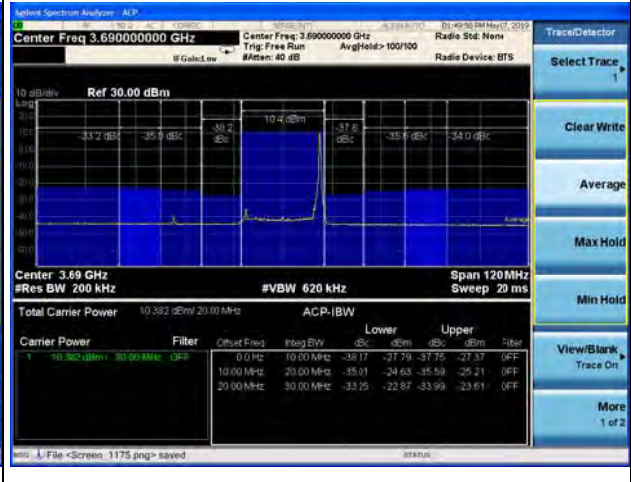 Agilent Spectrum Analyzer - ACP
01:49:56 PM May 07, 2019
Center Freq 3.690000000 GHz
Center Freq: 3.690000000 GHz
Radio Std: None
Trig: Free Run
Avg|Hold>100/100
IFGain:Low
#Atten: 40 dB
Radio Device: BTS
10 dB/div
Ref 30.00 dBm
Log
10.4 dBm
-33.2 dBc
-35.0 dBc
-38.2 dBc
-37.8 dBc
-35.6 dBc
-34.0 dBc
Average
Center 3.69 GHz
Span 120 MHz
#Res BW 200 kHz
#VBW 620 kHz
Sweep 20 ms
Total Carrier Power
10.382 dBm/ 20.00 MHz
ACP-IBW
Lower
Upper
Carrier Power
Filter
Offset Freq
Integ BW
dBc
dBm
dBc
dBm
Filter
1
OFF
0.0 Hz 10.00 MHz -38.17 -27.79 -37.75 -27.37 OFF
10.00 MHz 20.00 MHz -35.01 -24.63 -35.59 -25.21 OFF
20.00 MHz 30.00 MHz -33.25 -22.87 -33.99 -23.61 OFF
MSG
File <Screen_1175.png> saved
STATUS
Trace/Detector
Select Trace
1
Clear Write
Average
Max Hold
Min Hold
View/Blank
Trace On
More
1 of 2